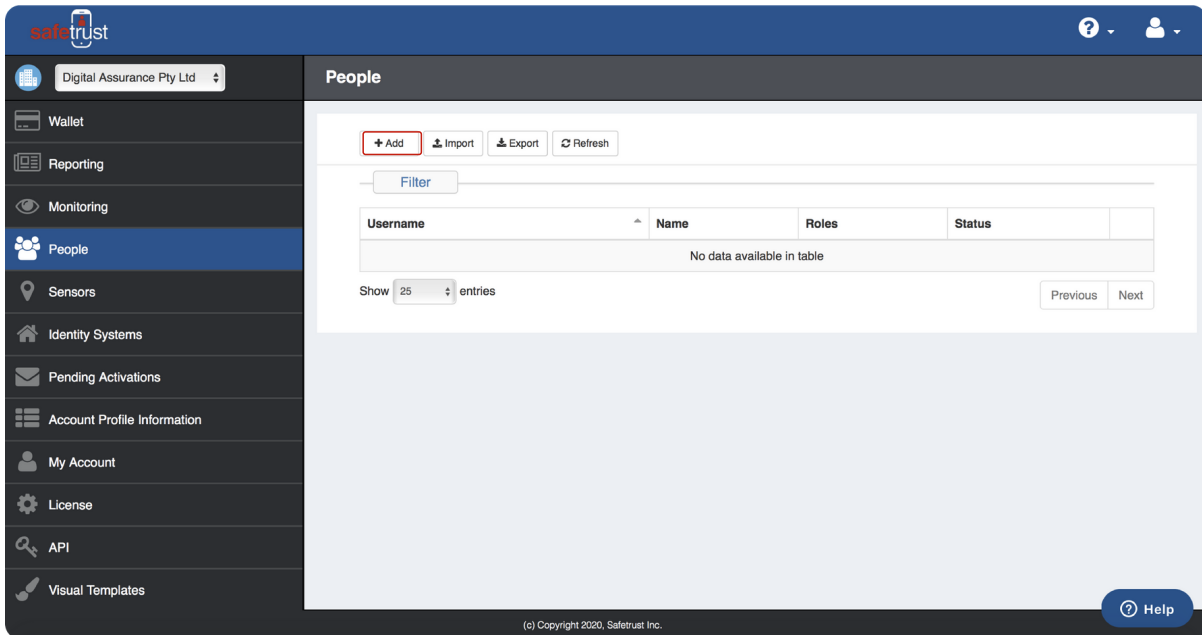 safetrust
Digital Assurance Pty Ltd
People
Wallet
+ Add Import Export Refresh
Reporting
Filter
Monitoring
Username Name Roles Status
People
No data available in table
Sensors
Show 25 entries
Previous Next
Identity Systems
Pending Activations
Account Profile Information
My Account
License
API
Visual Templates
? Help
(c) Copyright 2020, Safetrust Inc.